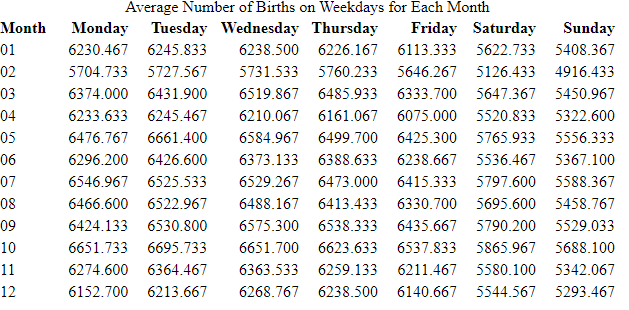 Average Number of Births on Weekdays for Each Month
Month Monday Tuesday Wednesday Thursday Friday Saturday Sunday
01 6230.467 6245.833 6238.500 6226.167 6113.333 5622.733 5408.367
02 5704.733 5727.567 5731.533 5760.233 5646.267 5126.433 4916.433
03 6374.000 6431.900 6519.867 6485.933 6333.700 5647.367 5450.967
04 6233.633 6245.467 6210.067 6161.067 6075.000 5520.833 5322.600
05 6476.767 6661.400 6584.967 6499.700 6425.300 5765.933 5556.333
06 6296.200 6426.600 6373.133 6388.633 6238.667 5536.467 5367.100
07 6546.967 6525.533 6529.267 6473.000 6415.333 5797.600 5588.367
08 6466.600 6522.967 6488.167 6413.433 6330.700 5695.600 5458.767
09 6424.133 6530.800 6575.300 6538.333 6435.667 5790.200 5529.033
10 6651.733 6695.733 6651.700 6623.633 6537.833 5865.967 5688.100
11 6274.600 6364.467 6363.533 6259.133 6211.467 5580.100 5342.067
12 6152.700 6213.667 6268.767 6238.500 6140.667 5544.567 5293.467